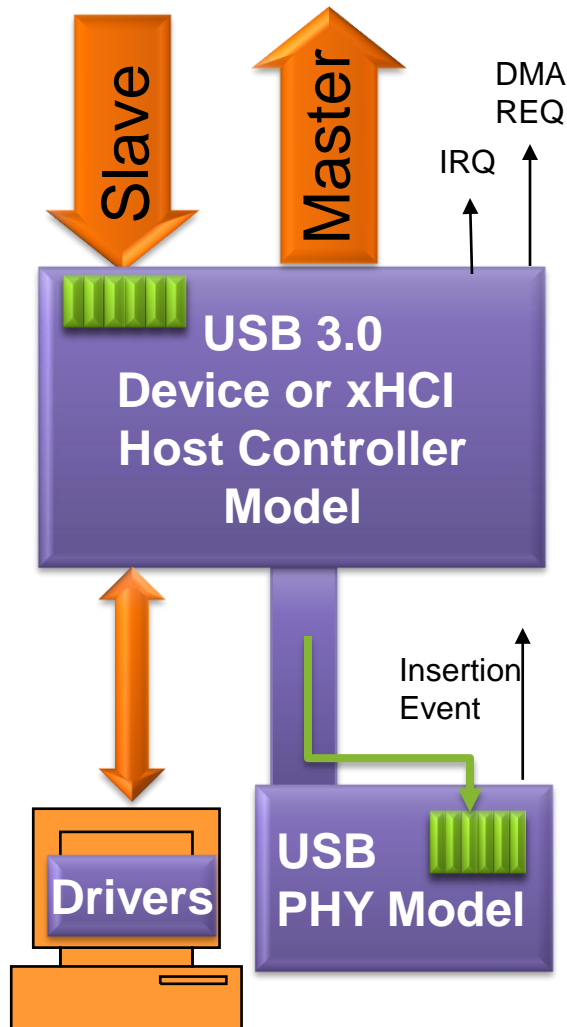 Slave
Master
DMA
REQ
IRQ
USB 3.0
Device or xHCI
Host Controller
Model
Insertion
Event
Drivers
USB
PHY Model